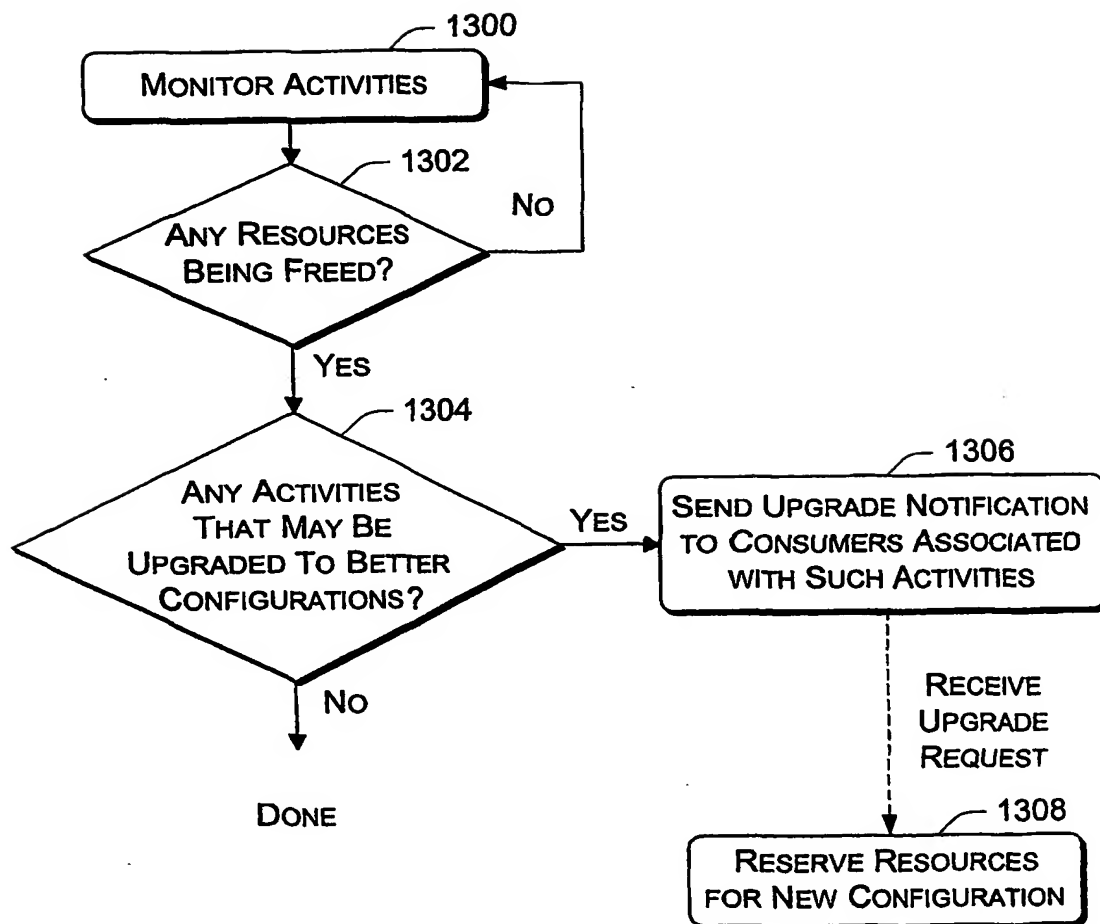 1300
MONITOR ACTIVITIES
1302
NO
ANY RESOURCES
BEING FREED?
YES
1304
ANY ACTIVITIES
THAT MAY BE
UPGRADED TO BETTER
CONFIGURATIONS?
YES
1306
SEND UPGRADE NOTIFICATION
TO CONSUMERS ASSOCIATED
WITH SUCH ACTIVITIES
NO
RECEIVE
UPGRADE
REQUEST
DONE
1308
RESERVE RESOURCES
FOR NEW CONFIGURATION